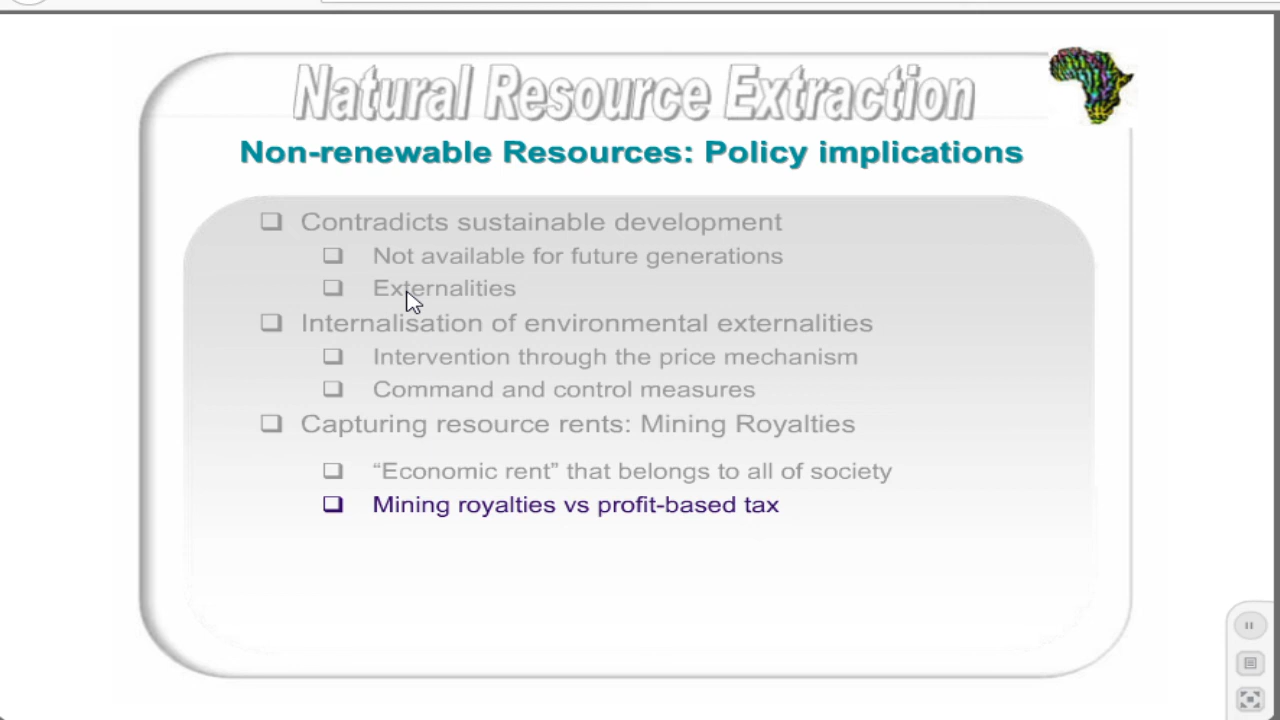 Natural Resource Extraction
Non-renewable Resources: Policy implications
Contradicts sustainable development
Not available for future generations
Externalities
Internalisation of environmental externalities
Intervention through the price mechanism
Command and control measures
Capturing resource rents: Mining Royalties
“Economic rent” that belongs to all of society
Mining royalties vs profit-based tax